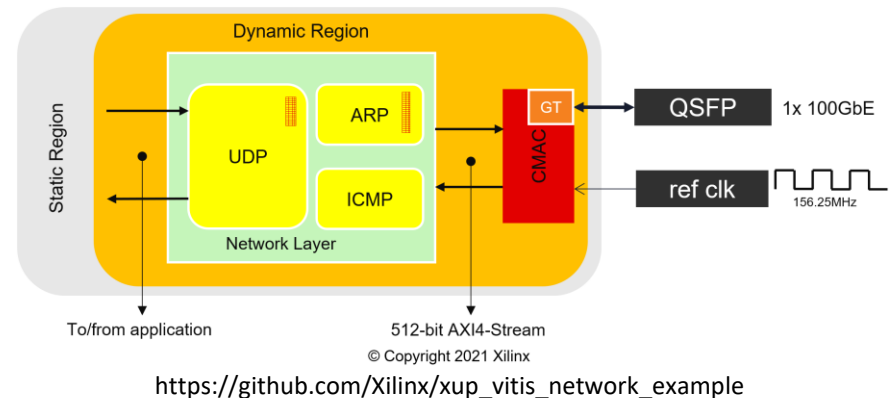 Dynamic Region
Static Region
UDP
ARP
ICMP
Network Layer
CMAC
GT
QSFP
1x 100GbE
ref clk
156.25MHz
To/from application
512-bit AXI4-Stream
© Copyright 2021 Xilinx
https://github.com/Xilinx/xup_vitis_network_example